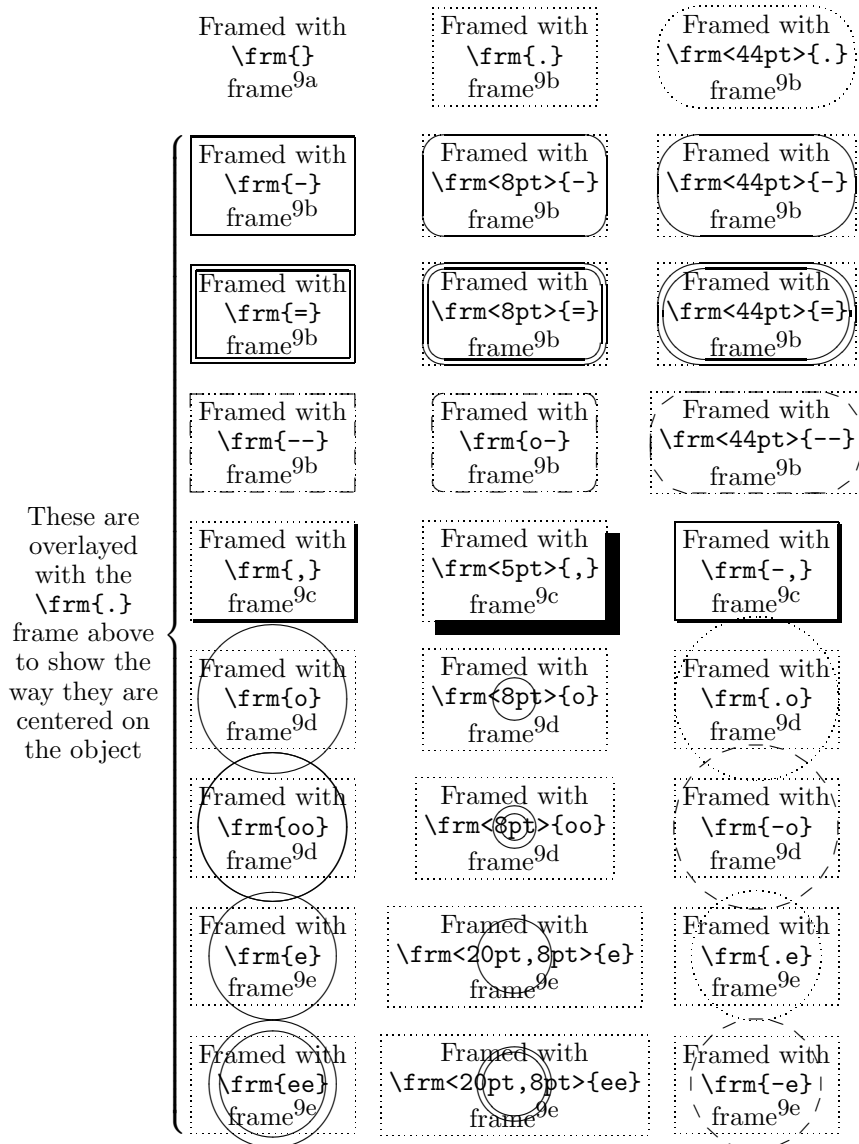 Framed with
\frm{}
frame9a
Framed with
\frm{.}
frame9b
Framed with
\frm<44pt>{.}
frame9b
Framed with
\frm{-}
frame9b
Framed with
\frm<8pt>{-}
frame9b
Framed with
\frm<44pt>{-}
frame9b
Framed with
\frm{=}
frame9b
Framed with
\frm<8pt>{=}
frame9b
Framed with
\frm<44pt>{=}
frame9b
Framed with
\frm{--}
frame9b
Framed with
\frm{o-}
frame9b
Framed with
\frm<44pt>{--}
frame9b
These are
overlayed
with the
\frm{.}
frame above
to show the
way they are
centered on
the object
Framed with
\frm{,}
frame9c
Framed with
\frm<5pt>{,}
frame9c
Framed with
\frm{-,}
frame9c
Framed with
\frm{o}
frame9d
Framed with
\frm<8pt>{o}
frame9d
Framed with
\frm{.o}
frame9d
Framed with
\frm{oo}
frame9d
Framed with
\frm<8pt>{oo}
frame9d
Framed with
\frm{-o}
frame9d
Framed with
\frm{e}
frame9e
Framed with
\frm<20pt,8pt>{e}
frame9e
Framed with
\frm{.e}
frame9e
Framed with
\frm{ee}
frame9e
Framed with
\frm<20pt,8pt>{ee}
frame9e
Framed with
\frm{-e}
frame9e